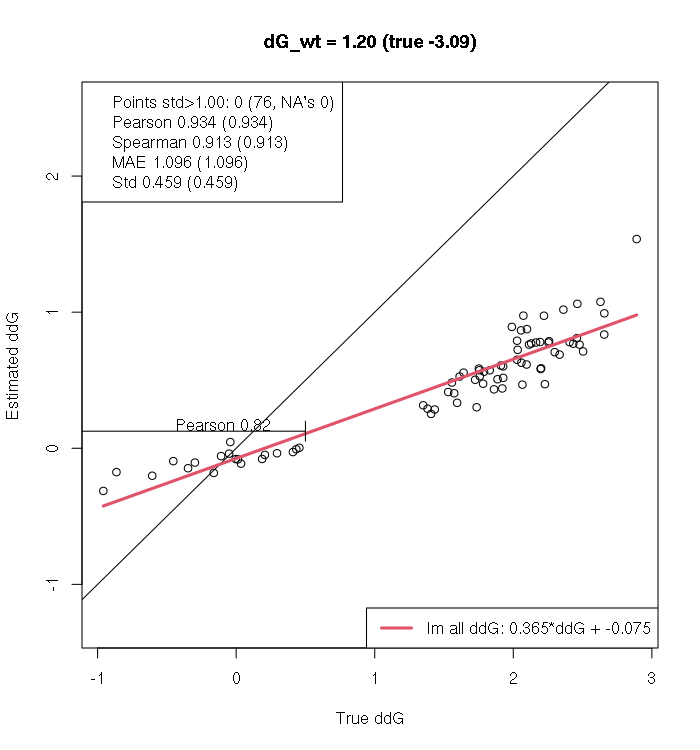 dG_wt = 1.20 (true -3.09)
Points std>1.00: 0 (76, NA's 0)
Pearson 0.934 (0.934)
Spearman 0.913 (0.913)
MAE 1.096 (1.096)
Std 0.459 (0.459)
2
1
0
-1
Estimated ddG
Pearson 0.82
lm all ddG: 0.365*ddG + -0.075
-1 0 1 2 3
True ddG